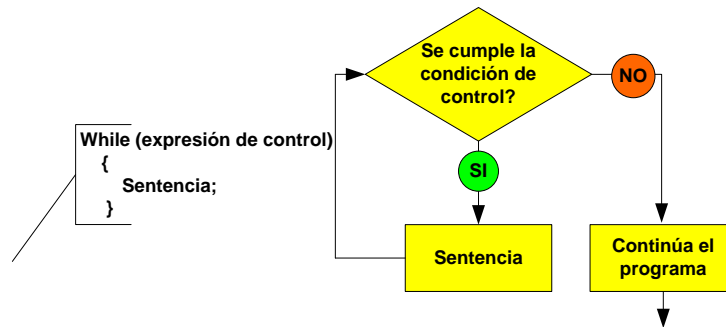 While (expresión de control)
{
Sentencia;
}
Se cumple la
condición de
control?
NO
SI
Sentencia
Continúa el
programa